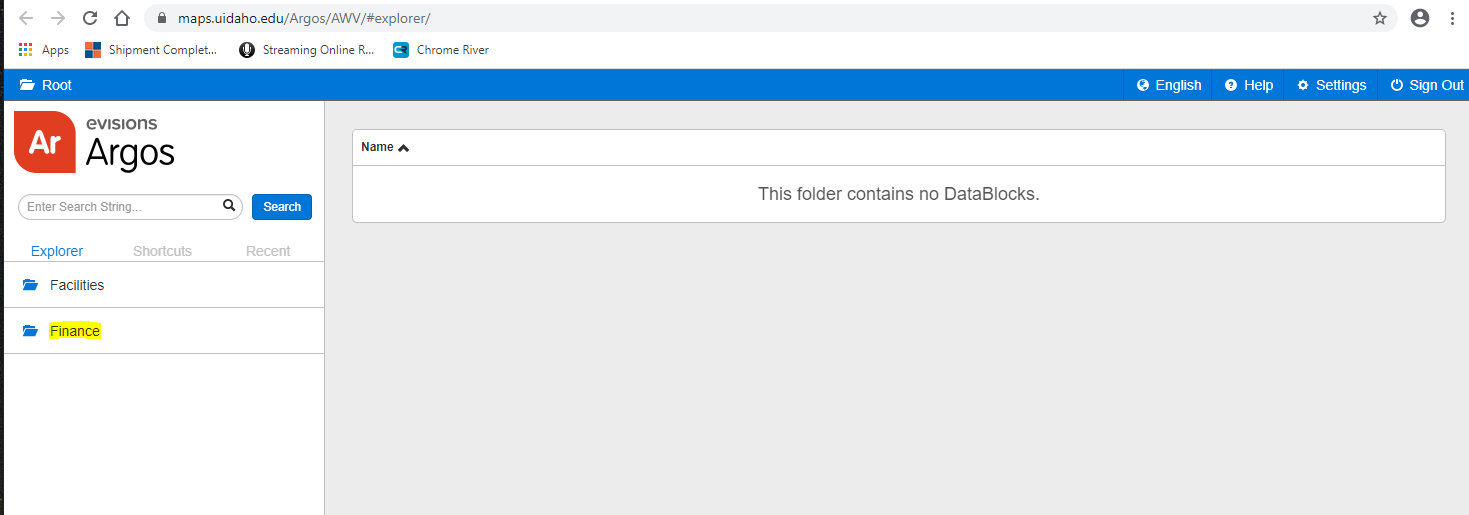 maps.uidaho.edu/Argos/AWV/#explorer/
Apps Shipment Complet... Streaming Online R... CR Chrome River
Root English Help Settings Sign Out
Ar evisions Argos
Enter Search String... Search
Explorer Shortcuts Recent
Facilities
Finance
Name
This folder contains no DataBlocks.